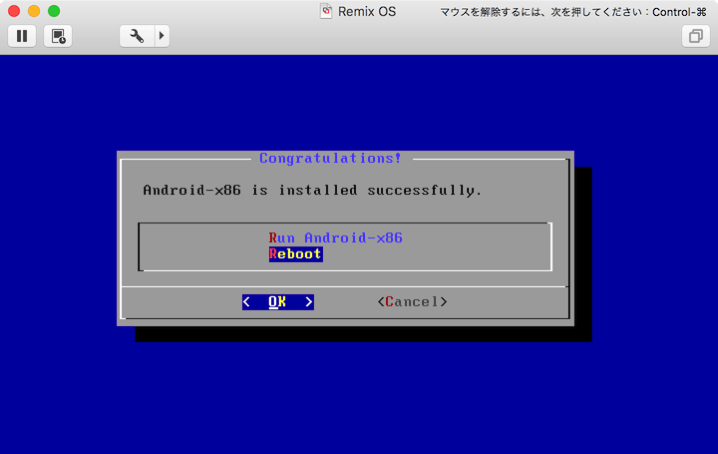 Remix OS
マウスを解除するには、次を押してください：Control-⌘
Congratulations!
Android-x86 is installed successfully.
Run Android-x86
Reboot
< OK > <Cancel>